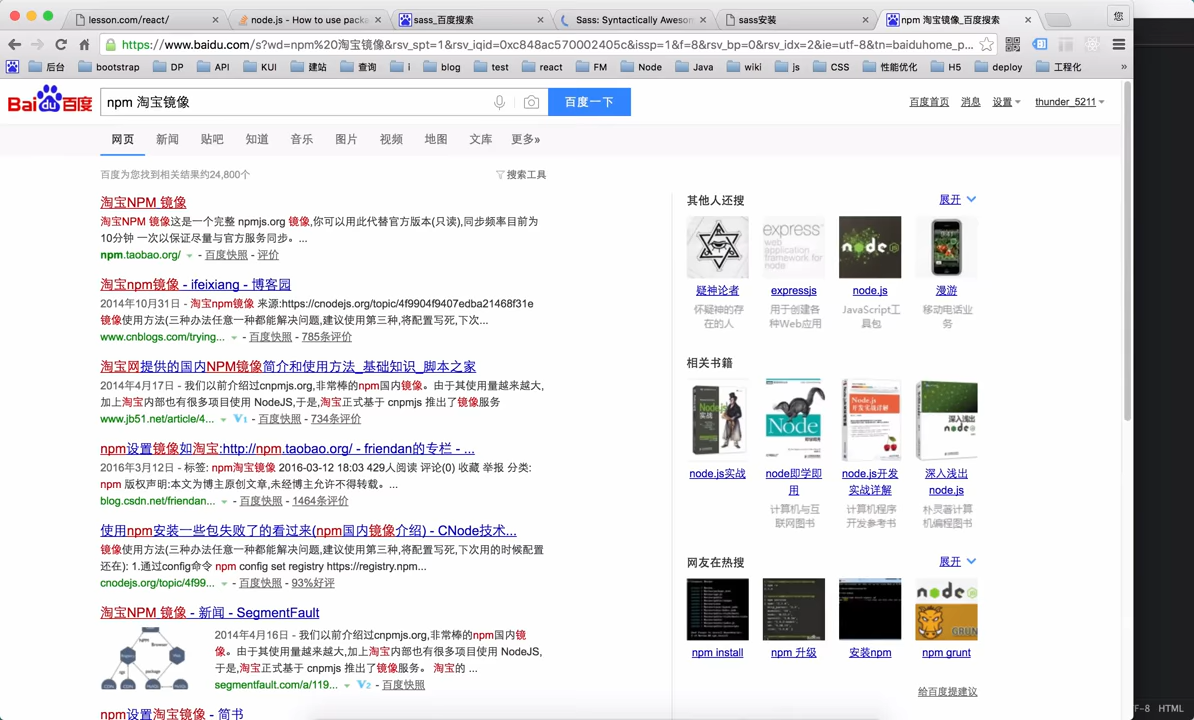 lesson.com/react/
node.js - How to use packa
sass_百度搜索
Sass: Syntactically Awesom
sass安装
npm 淘宝镜像_百度搜索
您
https://www.baidu.com/s?wd=npm%20淘宝镜像&rsv_spt=1&rsv_iqid=0xc848ac570002405c&issp=1&f=8&rsv_bp=0&rsv_idx=2&ie=utf-8&tn=baiduhome_p...
后台 bootstrap DP API KUI 建站 查询 i blog test react FM Node Java wiki js CSS 性能优化 H5 deploy 工程化 »
Bai百度
npm 淘宝镜像
百度一下
百度首页 消息 设置 thunder_5211
网页 新闻 贴吧 知道 音乐 图片 视频 地图 文库 更多»
百度为您找到相关结果约24,800个
搜索工具
淘宝NPM 镜像
淘宝NPM 镜像这是一个完整 npmjs.org 镜像,你可以用此代替官方版本(只读),同步频率目前为
10分钟 一次以保证尽量与官方服务同步。...
npm.taobao.org/ - 百度快照 - 评价
淘宝npm镜像 - ifeixiang - 博客园
2014年10月31日 - 淘宝npm镜像 来源:https://cnodejs.org/topic/4f9904f9407edba21468f31e
镜像使用方法(三种办法任意一种都能解决问题,建议使用第三种,将配置写死,下次...
www.cnblogs.com/trying... - 百度快照 - 785条评价
淘宝网提供的国内NPM镜像简介和使用方法_基础知识_脚本之家
2014年4月17日 - 我们以前介绍过cnpmjs.org,非常棒的npm国内镜像。由于其使用量越来越大,
加上淘宝内部也有很多项目使用 NodeJS,于是,淘宝正式基于 cnpmjs 推出了镜像服务
www.jb51.net/article/4... V1 - 百度快照 - 734条评价
npm设置镜像如淘宝:http://npm.taobao.org/ - friendan的专栏 - ...
2016年3月12日 - 标签: npm淘宝镜像 2016-03-12 18:03 429人阅读 评论(0) 收藏 举报 分类:
npm 版权声明:本文为博主原创文章,未经博主允许不得转载。...
blog.csdn.net/friendan... - 百度快照 - 1464条评价
使用npm安装一些包失败了的看过来(npm国内镜像介绍) - CNode技术...
镜像使用方法(三种办法任意一种都能解决问题,建议使用第三种,将配置写死,下次用的时候配置
还在): 1.通过config命令 npm config set registry https://registry.npm...
cnodejs.org/topic/4f99... - 百度快照 - 93%好评
淘宝NPM 镜像 - 新闻 - SegmentFault
2014年4月16日 - 我们以前介绍过cnpmjs.org,非常棒的npm国内镜
像。由于其使用量越来越大,加上淘宝内部也有很多项目使用 NodeJS,
于是,淘宝正式基于 cnpmjs 推出了镜像服务。 淘宝的 ...
segmentfault.com/a/119... V2 - 百度快照
npm设置淘宝镜像 - 简书
其他人还搜 展开
express
web
application
framework for
node
node
疑神论者 expressjs node.js 漫游
怀疑神的存在的人
用于创建各种Web应用
JavaScript工具包
移动电话业务
相关书籍
Node.js
实战
Node
Node.js
开发实战详解
深入浅出
node.js实战
node即学即用
node.js开发实战详解
深入浅出node.js
计算机与互联网图书
计算机程序开发参考书
朴灵著计算机编程图书
网友在热搜 展开
node
GRUN
npm install npm 升级 安装npm npm grunt
给百度提建议
F-8 HTML